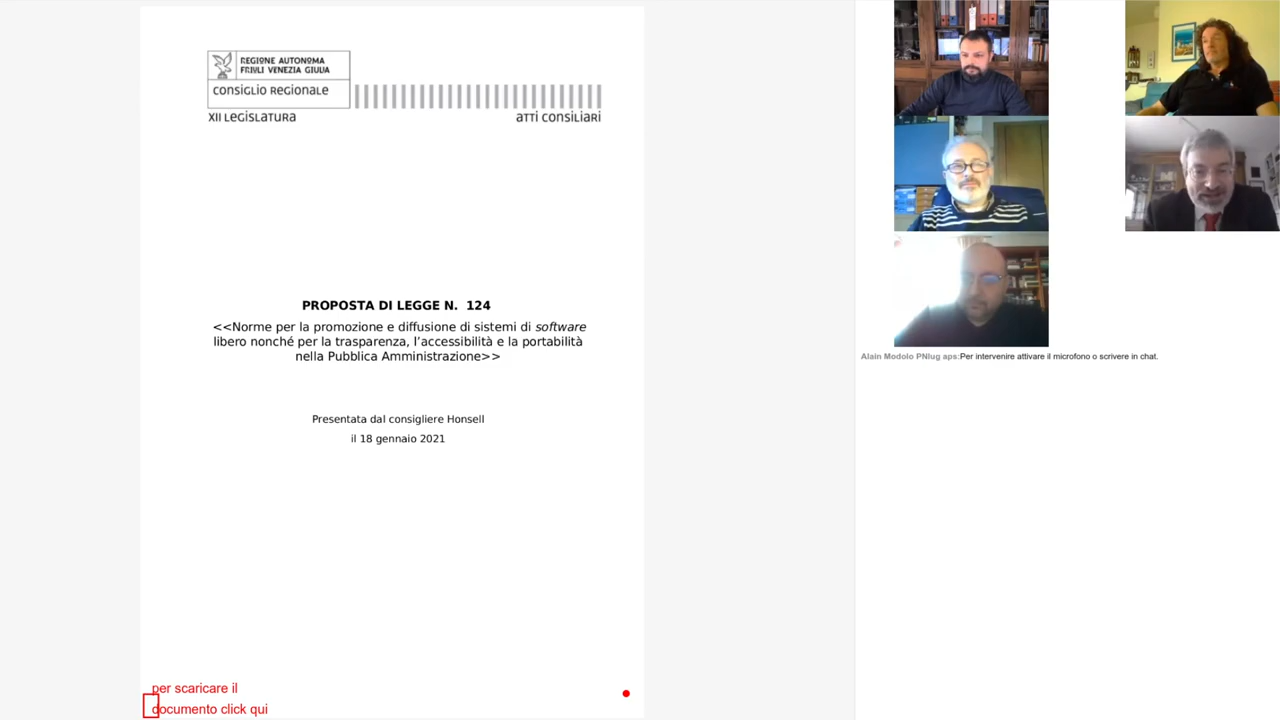 REGIONE AUTONOMA
FRIULI VENEZIA GIULIA
CONSIGLIO REGIONALE
XII LEGISLATURA
ATTI CONSILIARI
PROPOSTA DI LEGGE N. 124
<<Norme per la promozione e diffusione di sistemi di software
libero nonché per la trasparenza, l’accessibilità e la portabilità
nella Pubblica Amministrazione>>
Presentata dal consigliere Honsell
il 18 gennaio 2021
per scaricare il
documento click qui
Alain Modolo PNlug aps:Per intervenire attivare il microfono o scrivere in chat.